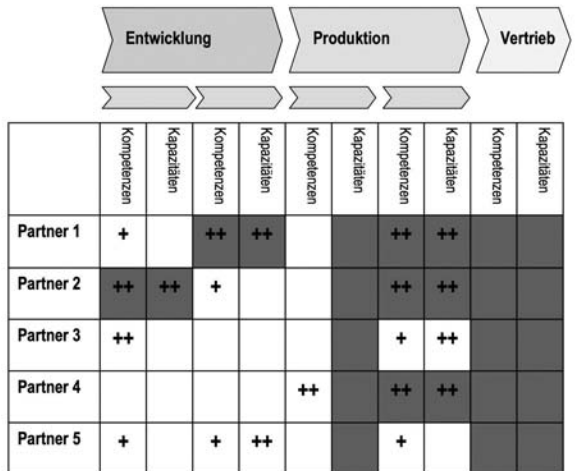 Entwicklung Produktion Vertrieb
Kompetenzen Kapazitäten Kompetenzen Kapazitäten Kompetenzen Kapazitäten Kompetenzen Kapazitäten Kompetenzen Kapazitäten
Partner 1 + ++ ++ ++ ++
Partner 2 ++ ++ + ++ ++
Partner 3 ++ + ++
Partner 4 ++ ++ ++
Partner 5 + + ++ +